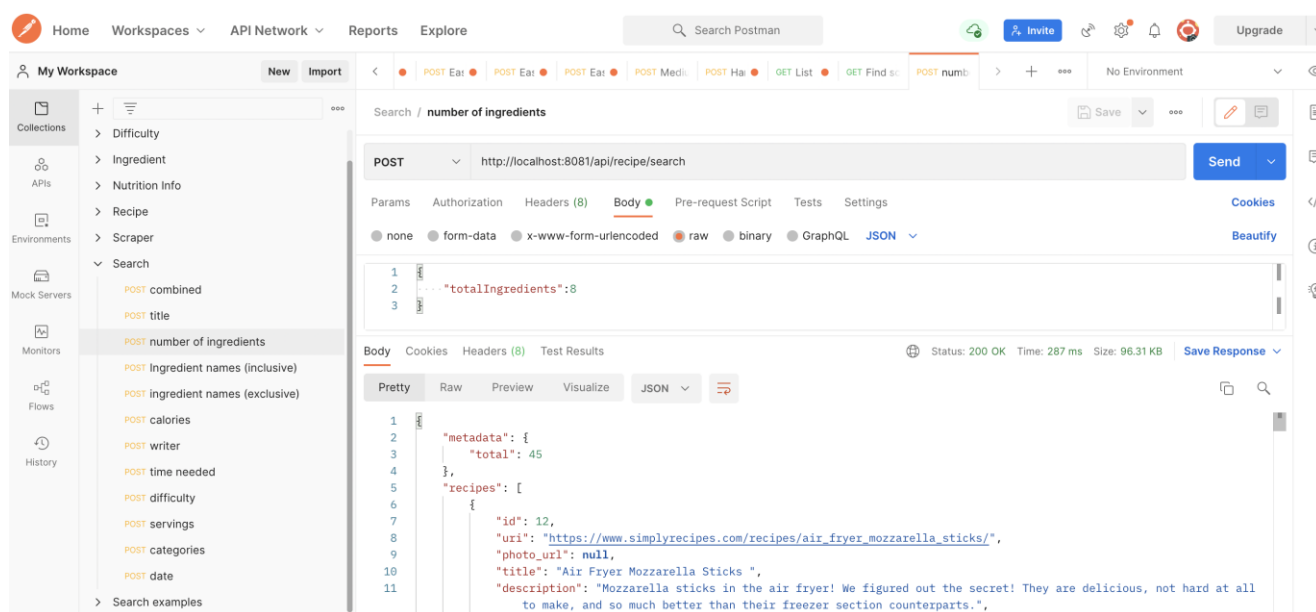 Home Workspaces API Network Reports Explore Search Postman Invite Upgrade
My Workspace New Import
POST Eas POST Eas POST Eas POST Medi POST Ha GET List GET Find sc POST numb No Environment
Collections
APIs
Environments
Mock Servers
Monitors
Flows
History
Difficulty
Ingredient
Nutrition Info
Recipe
Scraper
Search
POST combined
POST title
POST number of ingredients
POST Ingredient names (inclusive)
POST ingredient names (exclusive)
POST calories
POST writer
POST time needed
POST difficulty
POST servings
POST categories
POST date
Search examples
Search / number of ingredients Save
POST http://localhost:8081/api/recipe/search Send
Params Authorization Headers (8) Body Pre-request Script Tests Settings Cookies
none form-data x-www-form-urlencoded raw binary GraphQL JSON Beautify
1 {
2 "totalIngredients":8
3 }
Body Cookies Headers (8) Test Results Status: 200 OK Time: 287 ms Size: 96.31 KB Save Response
Pretty Raw Preview Visualize JSON
1 {
2 "metadata": {
3 "total": 45
4 },
5 "recipes": [
6 {
7 "id": 12,
8 "uri": "https://www.simplyrecipes.com/recipes/air_fryer_mozzarella_sticks/",
9 "photo_url": null,
10 "title": "Air Fryer Mozzarella Sticks ",
11 "description": "Mozzarella sticks in the air fryer! We figured out the secret! They are delicious, not hard at all
to make, and so much better than their freezer section counterparts.",